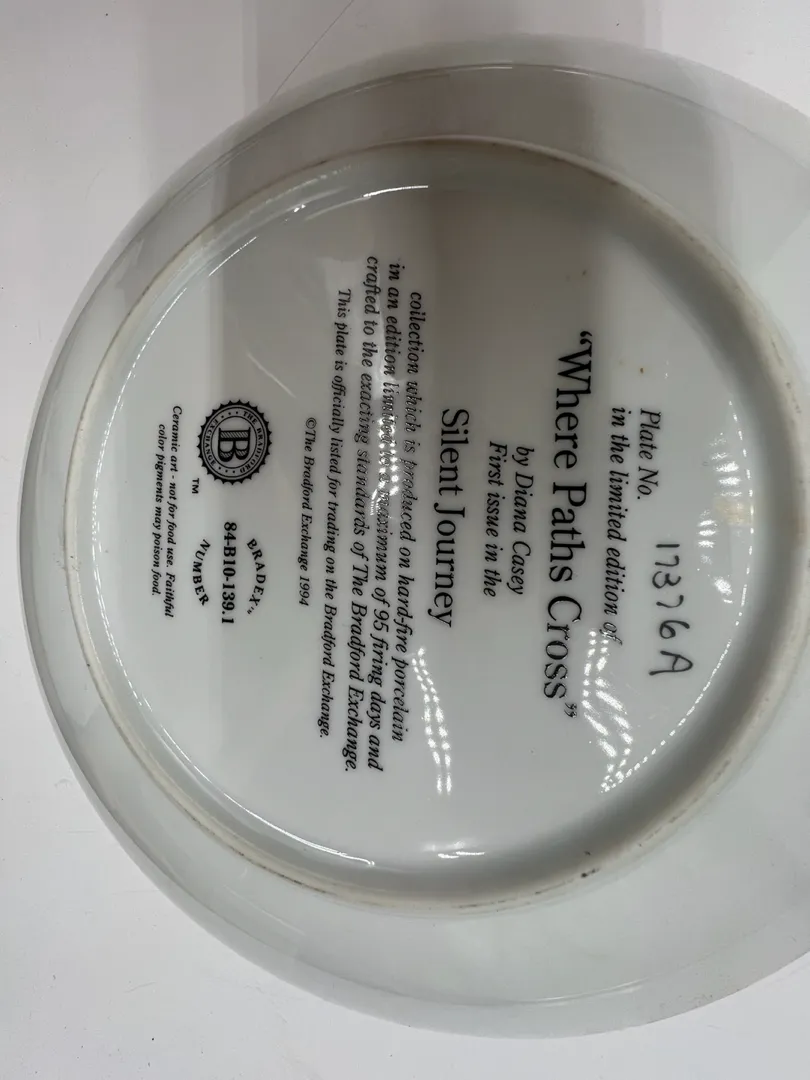 Plate No. 17376A
in the limited edition of
“Where Paths Cross”
by Diana Casey
First issue in the
Silent Journey
collection which is produced on hard-fire porcelain
in an edition limited to a maximum of 95 firing days and
crafted to the exacting standards of The Bradford Exchange.
This plate is officially listed for trading on the Bradford Exchange.
©The Bradford Exchange 1994
THE BRADFORD EXCHANGE
B
TM
BRADEX
84-B10-139.1
NUMBER
Ceramic art - not for food use. Faithful
color pigments may poison food.